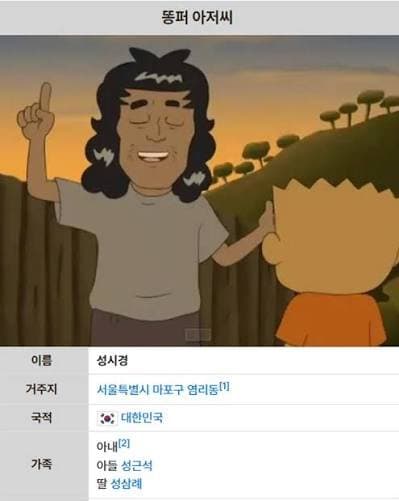 똥퍼 아저씨
이름 성시경
거주지 서울특별시 마포구 염리동[1]
국적 대한민국
아내[2]
가족 아들 성근석
딸 성삼례